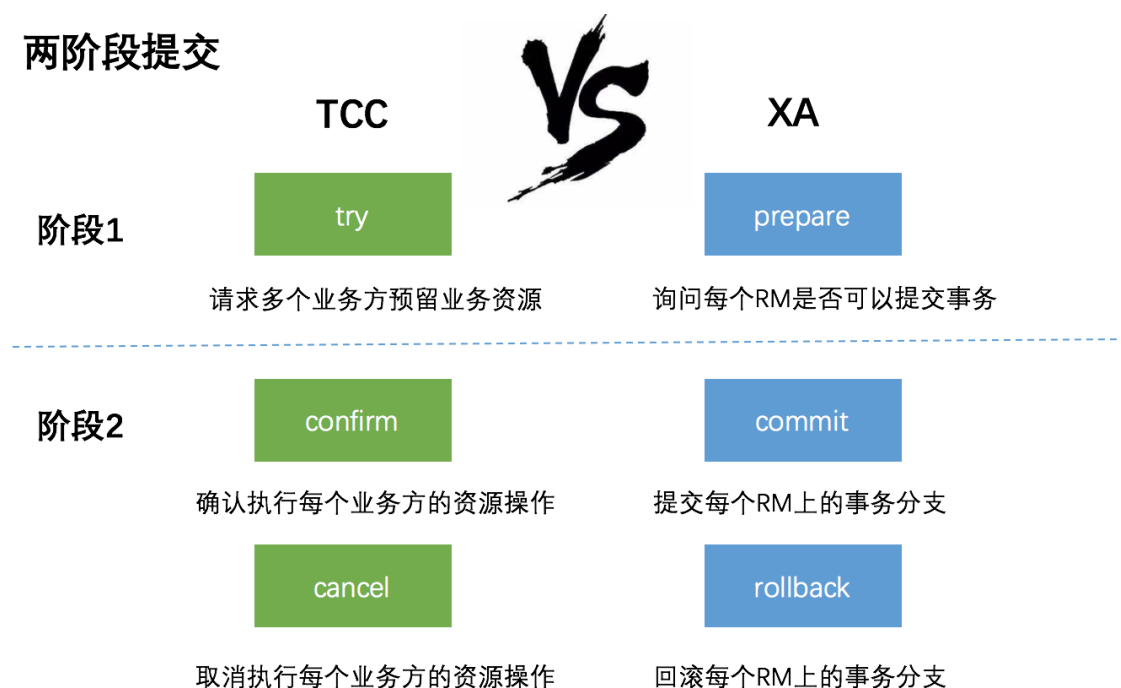 两阶段提交
VS
TCC
XA
阶段1
try
prepare
请求多个业务方预留业务资源
询问每个RM是否可以提交事务
阶段2
confirm
commit
确认执行每个业务方的资源操作
提交每个RM上的事务分支
cancel
rollback
取消执行每个业务方的资源操作
回滚每个RM上的事务分支